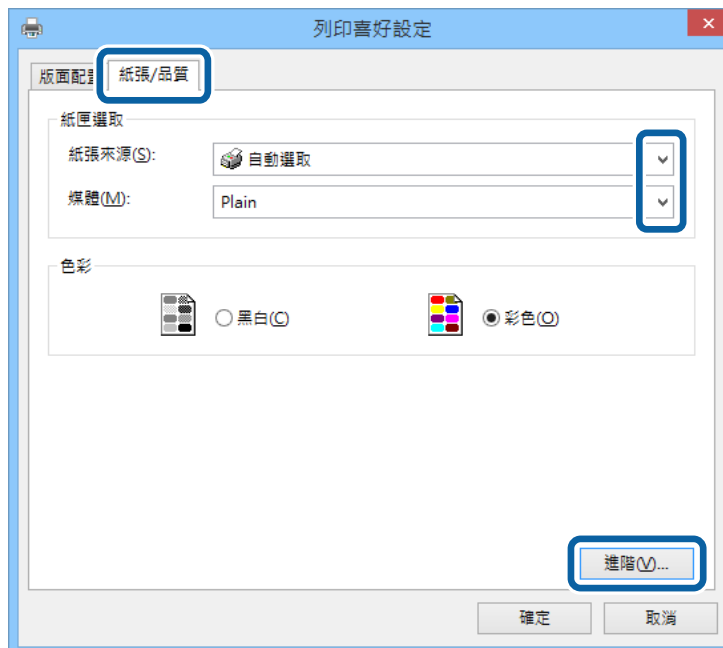 列印喜好設定
版面配置 紙張/品質
紙匣選取
紙張來源(S): 自動選取
媒體(M): Plain
色彩
黑白(C) 彩色(O)
進階(V)...
確定 取消